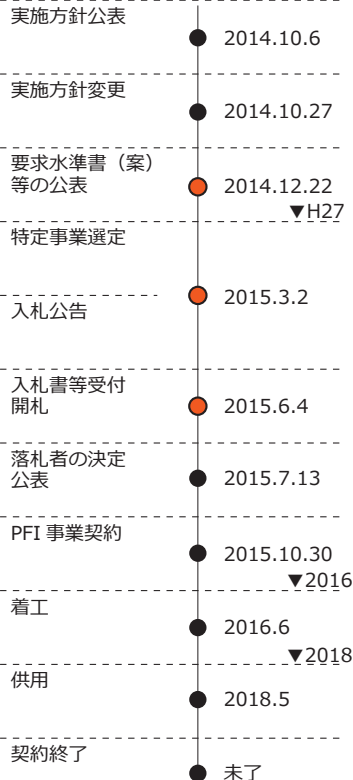 実施方針公表
2014.10.6
実施方針変更
2014.10.27
要求水準書（案）
等の公表
2014.12.22
▼H27
特定事業選定
2015.3.2
入札公告
入札書等受付
開札
2015.6.4
落札者の決定
公表
2015.7.13
PFI 事業契約
2015.10.30
▼2016
着工
2016.6
▼2018
供用
2018.5
契約終了
未了